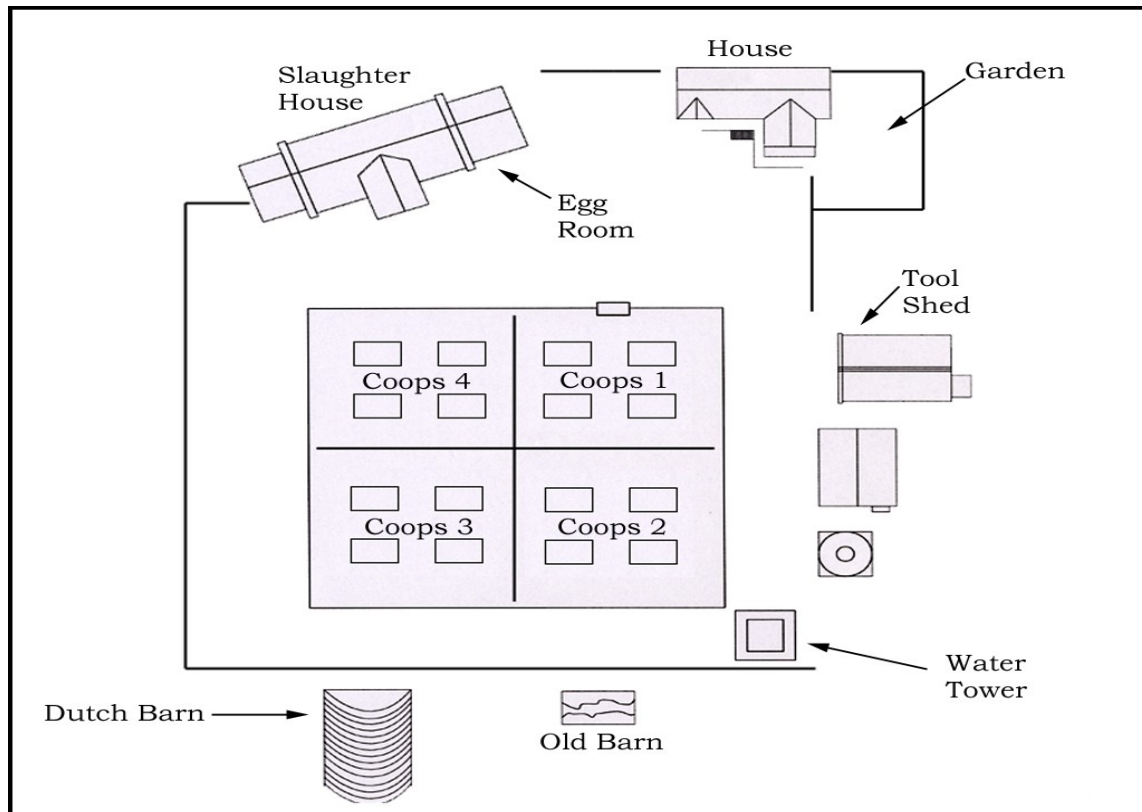 House
Slaughter
House
Garden
Egg
Room
Tool
Shed
Coops 4
Coops 1
Coops 3
Coops 2
Water
Tower
Dutch Barn
Old Barn